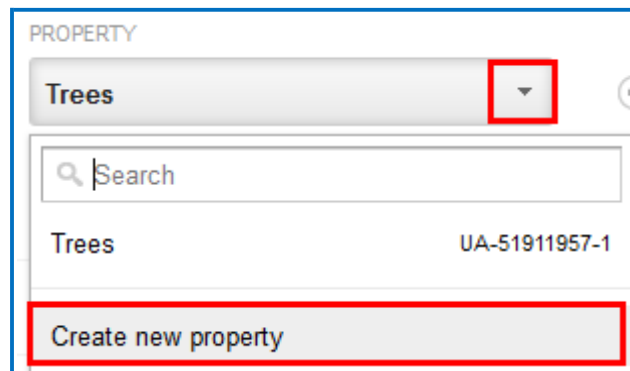 PROPERTY
Trees
Search
Trees UA-51911957-1
Create new property